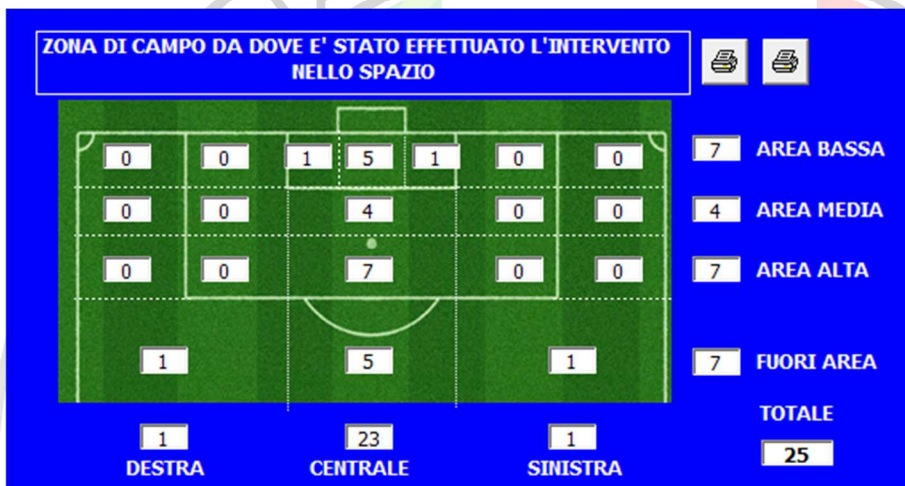 ZONA DI CAMPO DA DOVE E' STATO EFFETTUATO L'INTERVENTO
NELLO SPAZIO
0 0 1 5 1 0 0 7 AREA BASSA
0 0 4 0 0 4 AREA MEDIA
0 0 7 0 0 7 AREA ALTA
1 5 1 7 FUORI AREA
TOTALE
1 23 1 25
DESTRA CENTRALE SINISTRA